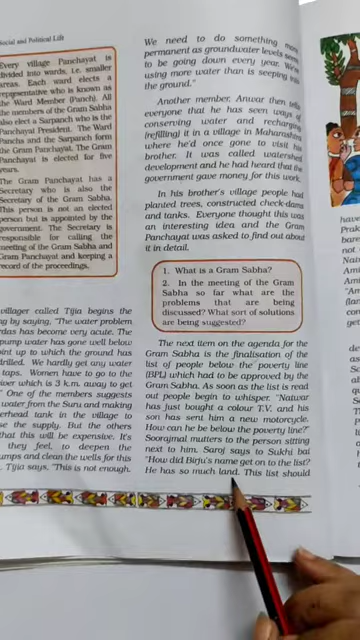 Social and Political Life
Every village Panchayat is
divided into wards, i.e. smaller
areas. Each ward elects a
representative who is known as
the Ward Member (Panch). All
the members of the Gram Sabha
also elect a Sarpanch who is the
Panchayat President. The Ward
Panchs and the Sarpanch form
the Gram Panchayat. The Gram
Panchayat is elected for five
years.
The Gram Panchayat has a
Secretary who is also the
Secretary of the Gram Sabha.
This person is not an elected
person but is appointed by the
government. The Secretary is
responsible for calling the
meeting of the Gram Sabha and
Gram Panchayat and keeping a
record of the proceedings.
villager called Tijia begins the
by saying, "The water problem
rdas has become very acute. The
pump water has gone well below
point up to which the ground has
drilled. We hardly get any water
taps. Women have to go to the
river which is 3 km. away to get
One of the members suggests
water from the Suru and making
overhead tank in the village to
se the supply. But the others
that this will be expensive. It's
they feel, to deepen the
umps and clean the wells for this
Tijia says, "This is not enough.
We need to do something more
permanent as groundwater levels seem
to be going down every year. We're
using more water than is seeping into
the ground."
Another member, Anwar then tells
everyone that he has seen ways of
conserving water and recharging
(refilling) it in a village in Maharashtra
where he'd once gone to visit his
brother. It was called watershed
development and he had heard that the
government gave money for this work.
In his brother's village people had
planted trees, constructed check-dams
and tanks. Everyone thought this was
an interesting idea and the Gram
Panchayat was asked to find out about
it in detail.
1. What is a Gram Sabha?
2. In the meeting of the Gram
Sabha so far what are the
problems that are being
discussed? What sort of solutions
are being suggested?
The next item on the agenda for the
Gram Sabha is the finalisation of the
list of people below the poverty line
(BPL) which had to be approved by the
Gram Sabha. As soon as the list is read
out people begin to whisper. "Natwar
has just bought a colour T.V. and his
son has sent him a new motorcycle.
How can he be below the poverty line?"
Soorajmal mutters to the person sitting
next to him. Saroj says to Sukhi bai
"How did Birju's name get on to the list?
He has so much land. This list should